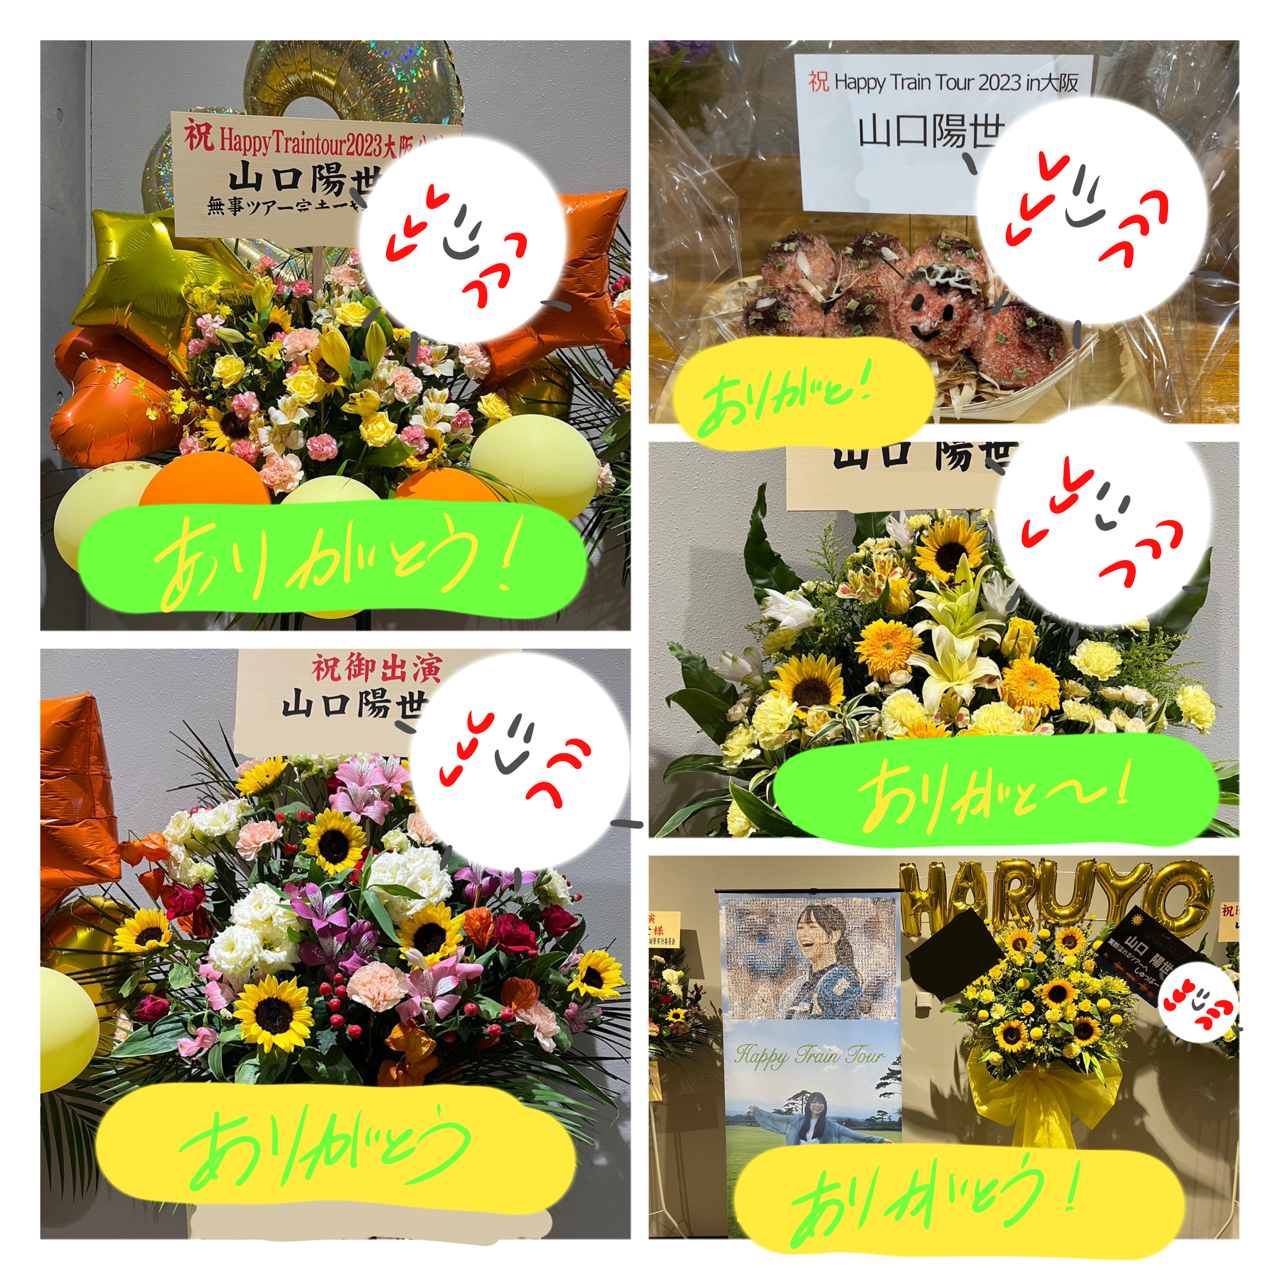 祝 HappyTraintour2023大阪
山口陽世
無事ツアー完走
ありがとう!
祝 Happy Train Tour 2023 in大阪
山口陽世
ありがと!
山口 陽世
ありがと〜!
祝御出演
山口陽世
ありがとう
HARUYO
山口 陽世
Happy Train Tour
ありがとう!